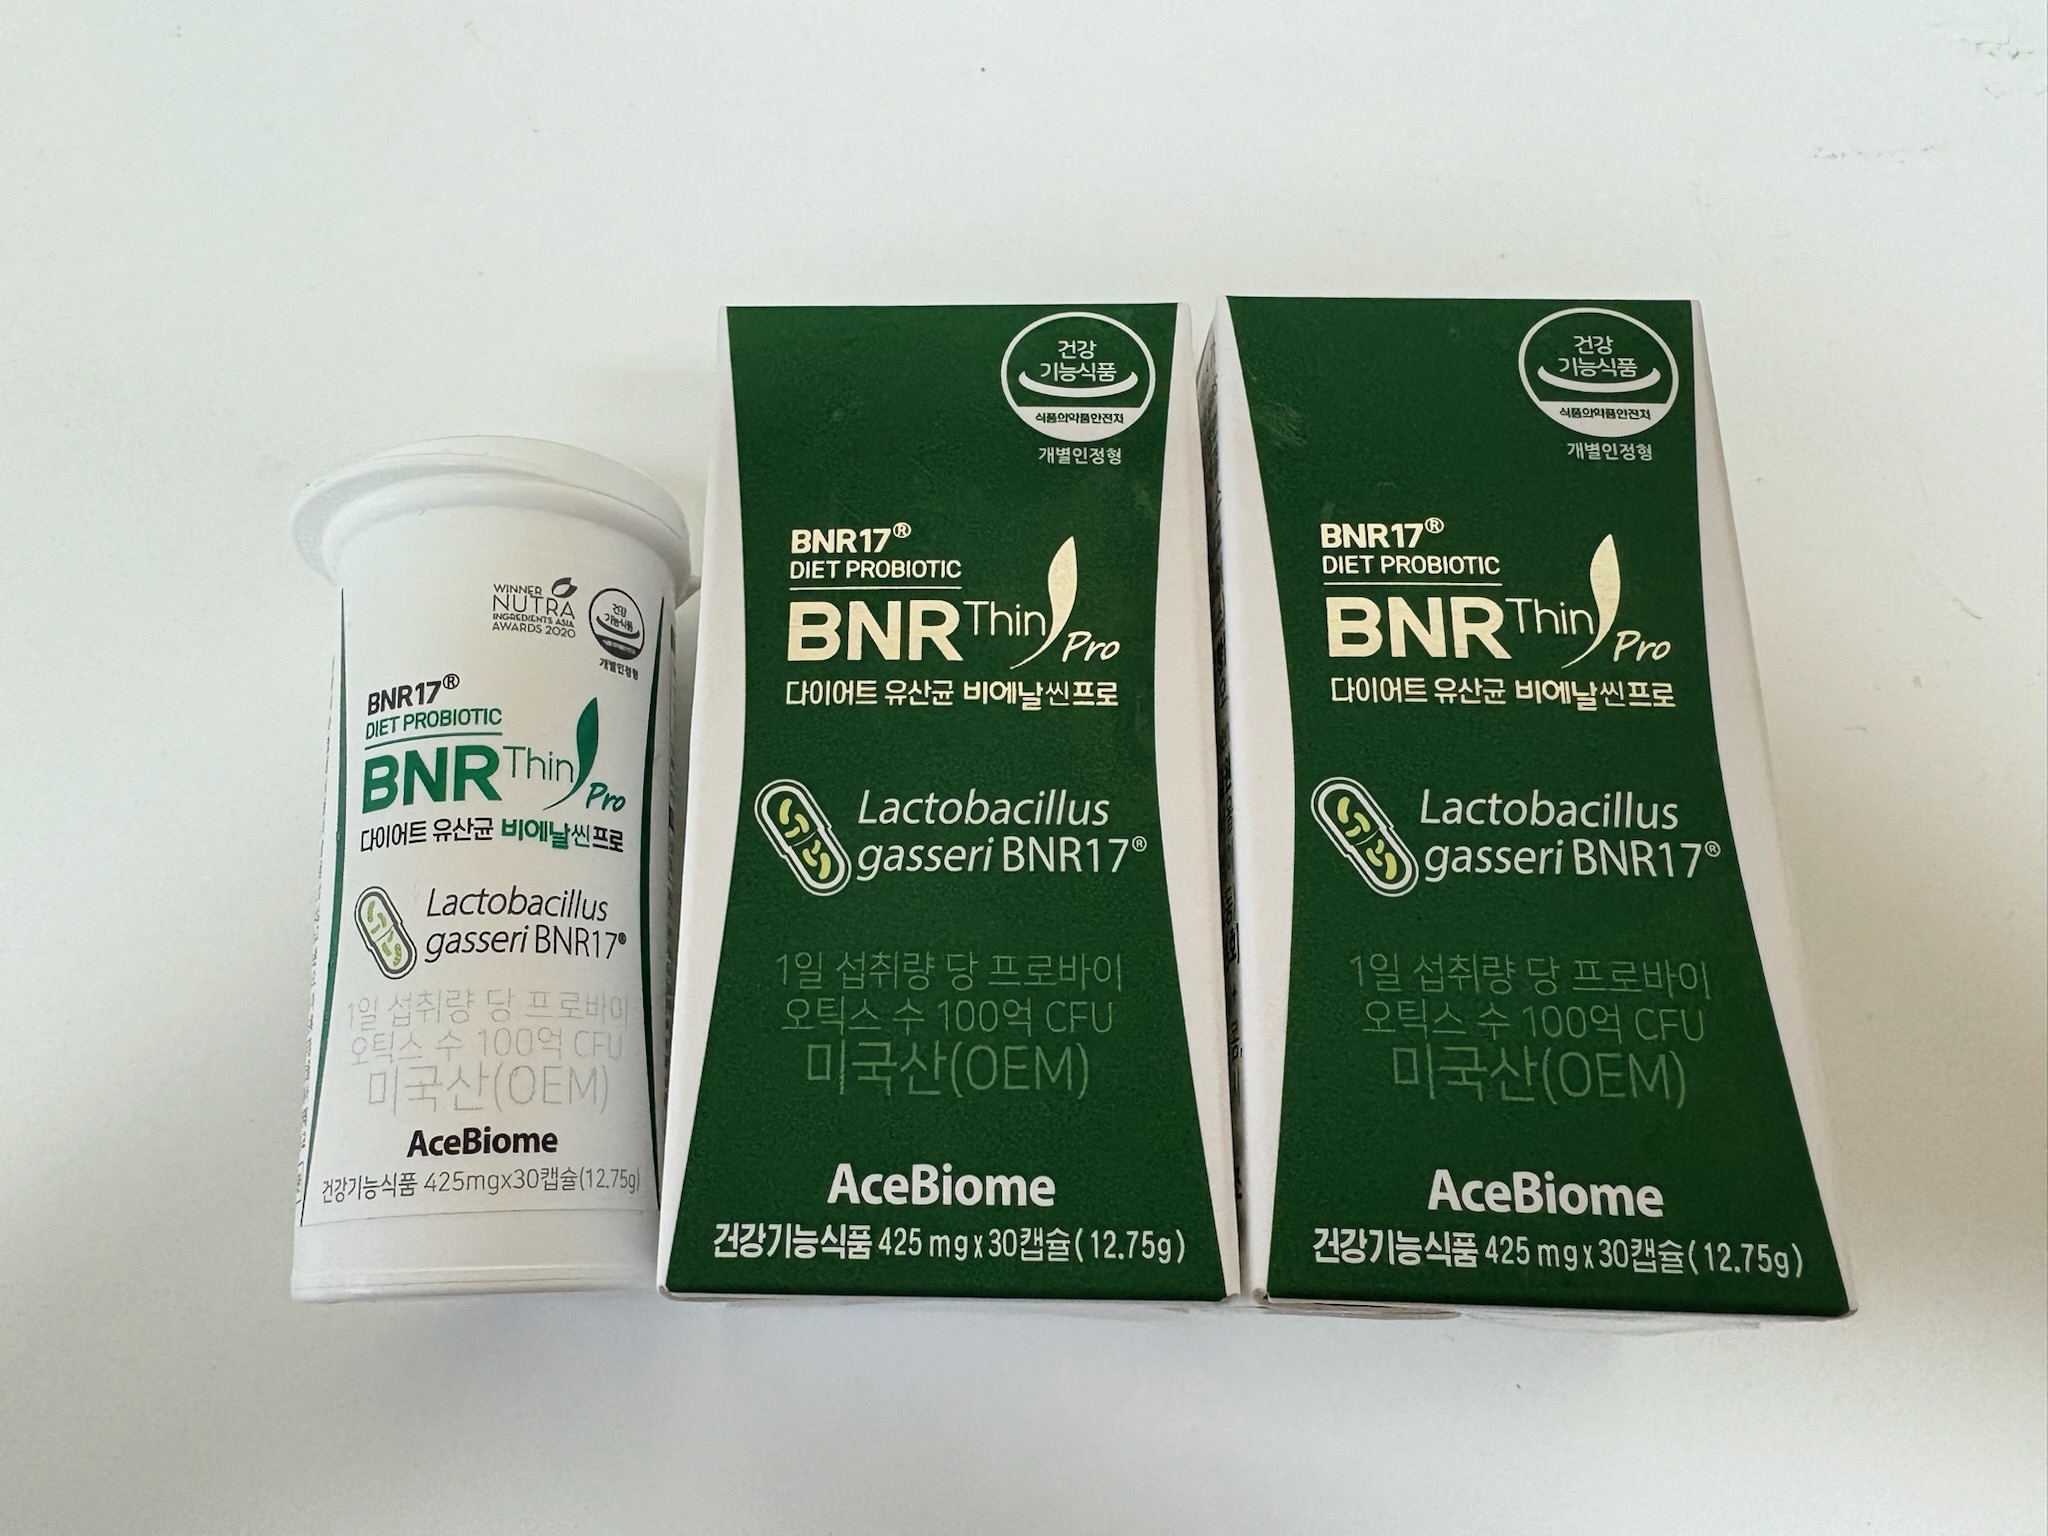 WINNER
NUTRA
INGREDIENTS ASIA
AWARDS 2020
건강
기능식품
개별인정형
BNR17®
DIET PROBIOTIC
BNR Thin Pro
다이어트 유산균 비에날씬프로
Lactobacillus
gasseri BNR17®
1일 섭취량 당 프로바이
오틱스 수 100억 CFU
미국산(OEM)
AceBiome
건강기능식품 425mgx30캡슐(12.75g)
건강
기능식품
식품의약품안전처
개별인정형
BNR17®
DIET PROBIOTIC
BNR Thin Pro
다이어트 유산균 비에날씬프로
Lactobacillus
gasseri BNR17®
1일 섭취량 당 프로바이
오틱스 수 100억 CFU
미국산(OEM)
AceBiome
건강기능식품 425 mg x 30캡슐(12.75g)
건강
기능식품
식품의약품안전처
개별인정형
BNR17®
DIET PROBIOTIC
BNR Thin Pro
다이어트 유산균 비에날씬프로
Lactobacillus
gasseri BNR17®
1일 섭취량 당 프로바이
오틱스 수 100억 CFU
미국산(OEM)
AceBiome
건강기능식품 425 mg x 30캡슐(12.75g)